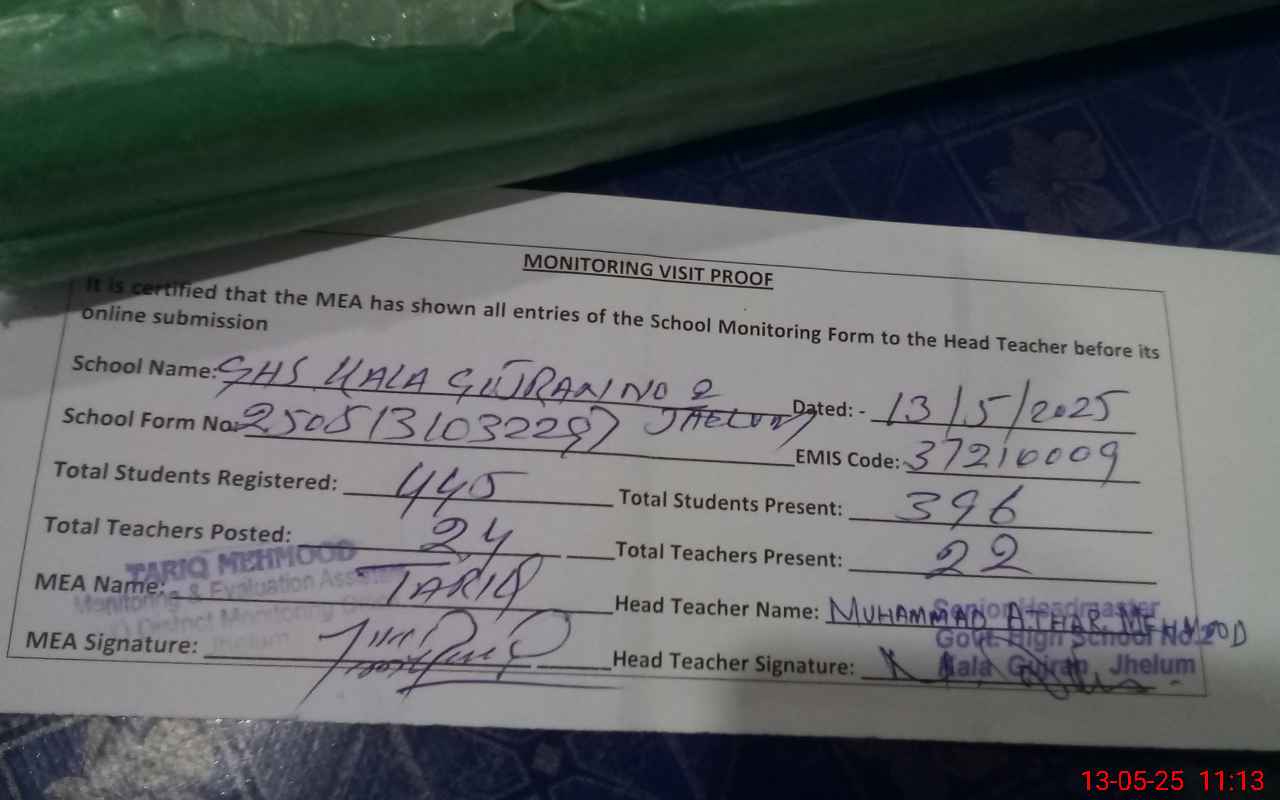 MONITORING VISIT PROOF
It is certified that the MEA has shown all entries of the School Monitoring Form to the Head Teacher before its
online submission
School Name: GHS KALA GUJRAN NO 2 JHELUM Dated: - 13/5/2025
School Form No: 2505131032297 EMIS Code: 37210009
Total Students Registered: 445 Total Students Present: 396
Total Teachers Posted: 24 Total Teachers Present: 22
TARIQ MEHMOOD
Monitoring & Evaluation Assistant
District Monitoring
Jhelum
MEA Name: TARIQ Head Teacher Name: MUHAMMAD ATHAR MEHMOOD
Senior Headmaster
Govt. High School No.
Kala Gujran, Jhelum
MEA Signature: Head Teacher Signature:
13-05-25 11:13